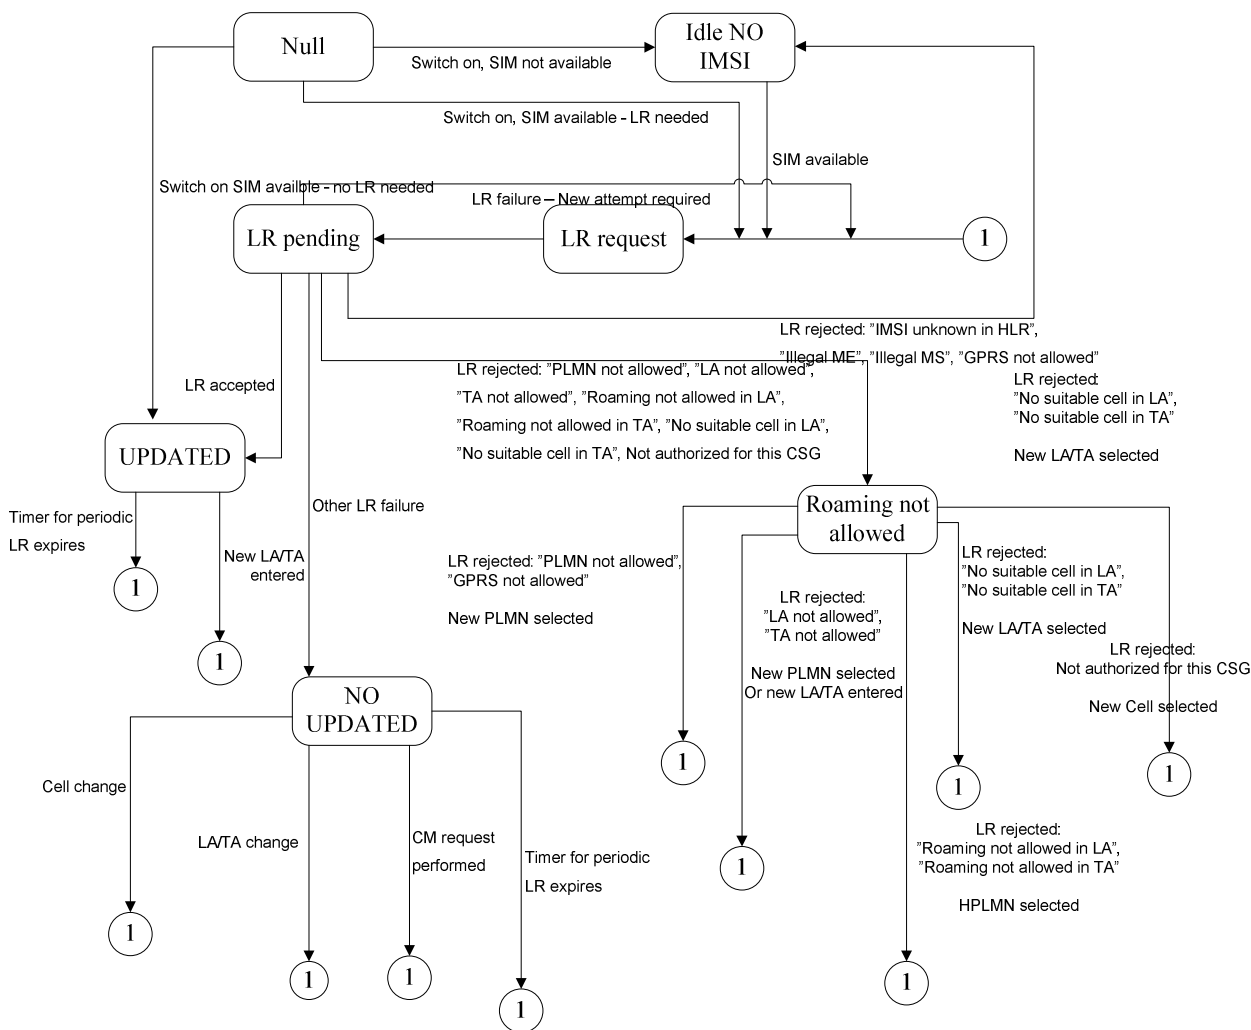 Null
Idle NO
IMSI
Switch on, SIM not available
Switch on, SIM available - LR needed
SIM available
Switch on SIM availble - no LR needed
LR failure – New attempt required
LR pending
LR request
1
LR rejected: "IMSI unknown in HLR",
"Illegal ME", "Illegal MS", "GPRS not allowed"
LR accepted
LR rejected: "PLMN not allowed", "LA not allowed",
"TA not allowed", "Roaming not allowed in LA",
"Roaming not allowed in TA", "No suitable cell in LA",
"No suitable cell in TA", Not authorized for this CSG
LR rejected:
"No suitable cell in LA",
"No suitable cell in TA"
New LA/TA selected
UPDATED
Other LR failure
Roaming not
allowed
Timer for periodic
LR expires
New LA/TA
entered
1
1
LR rejected: "PLMN not allowed",
"GPRS not allowed"
New PLMN selected
LR rejected:
"LA not allowed",
"TA not allowed"
New PLMN selected
Or new LA/TA entered
LR rejected:
"No suitable cell in LA",
"No suitable cell in TA"
New LA/TA selected
LR rejected:
Not authorized for this CSG
New Cell selected
NO
UPDATED
1
1
1
Cell change
LA/TA change
CM request
performed
Timer for periodic
LR expires
1
LR rejected:
"Roaming not allowed in LA",
"Roaming not allowed in TA"
HPLMN selected
1
1
1
1
1